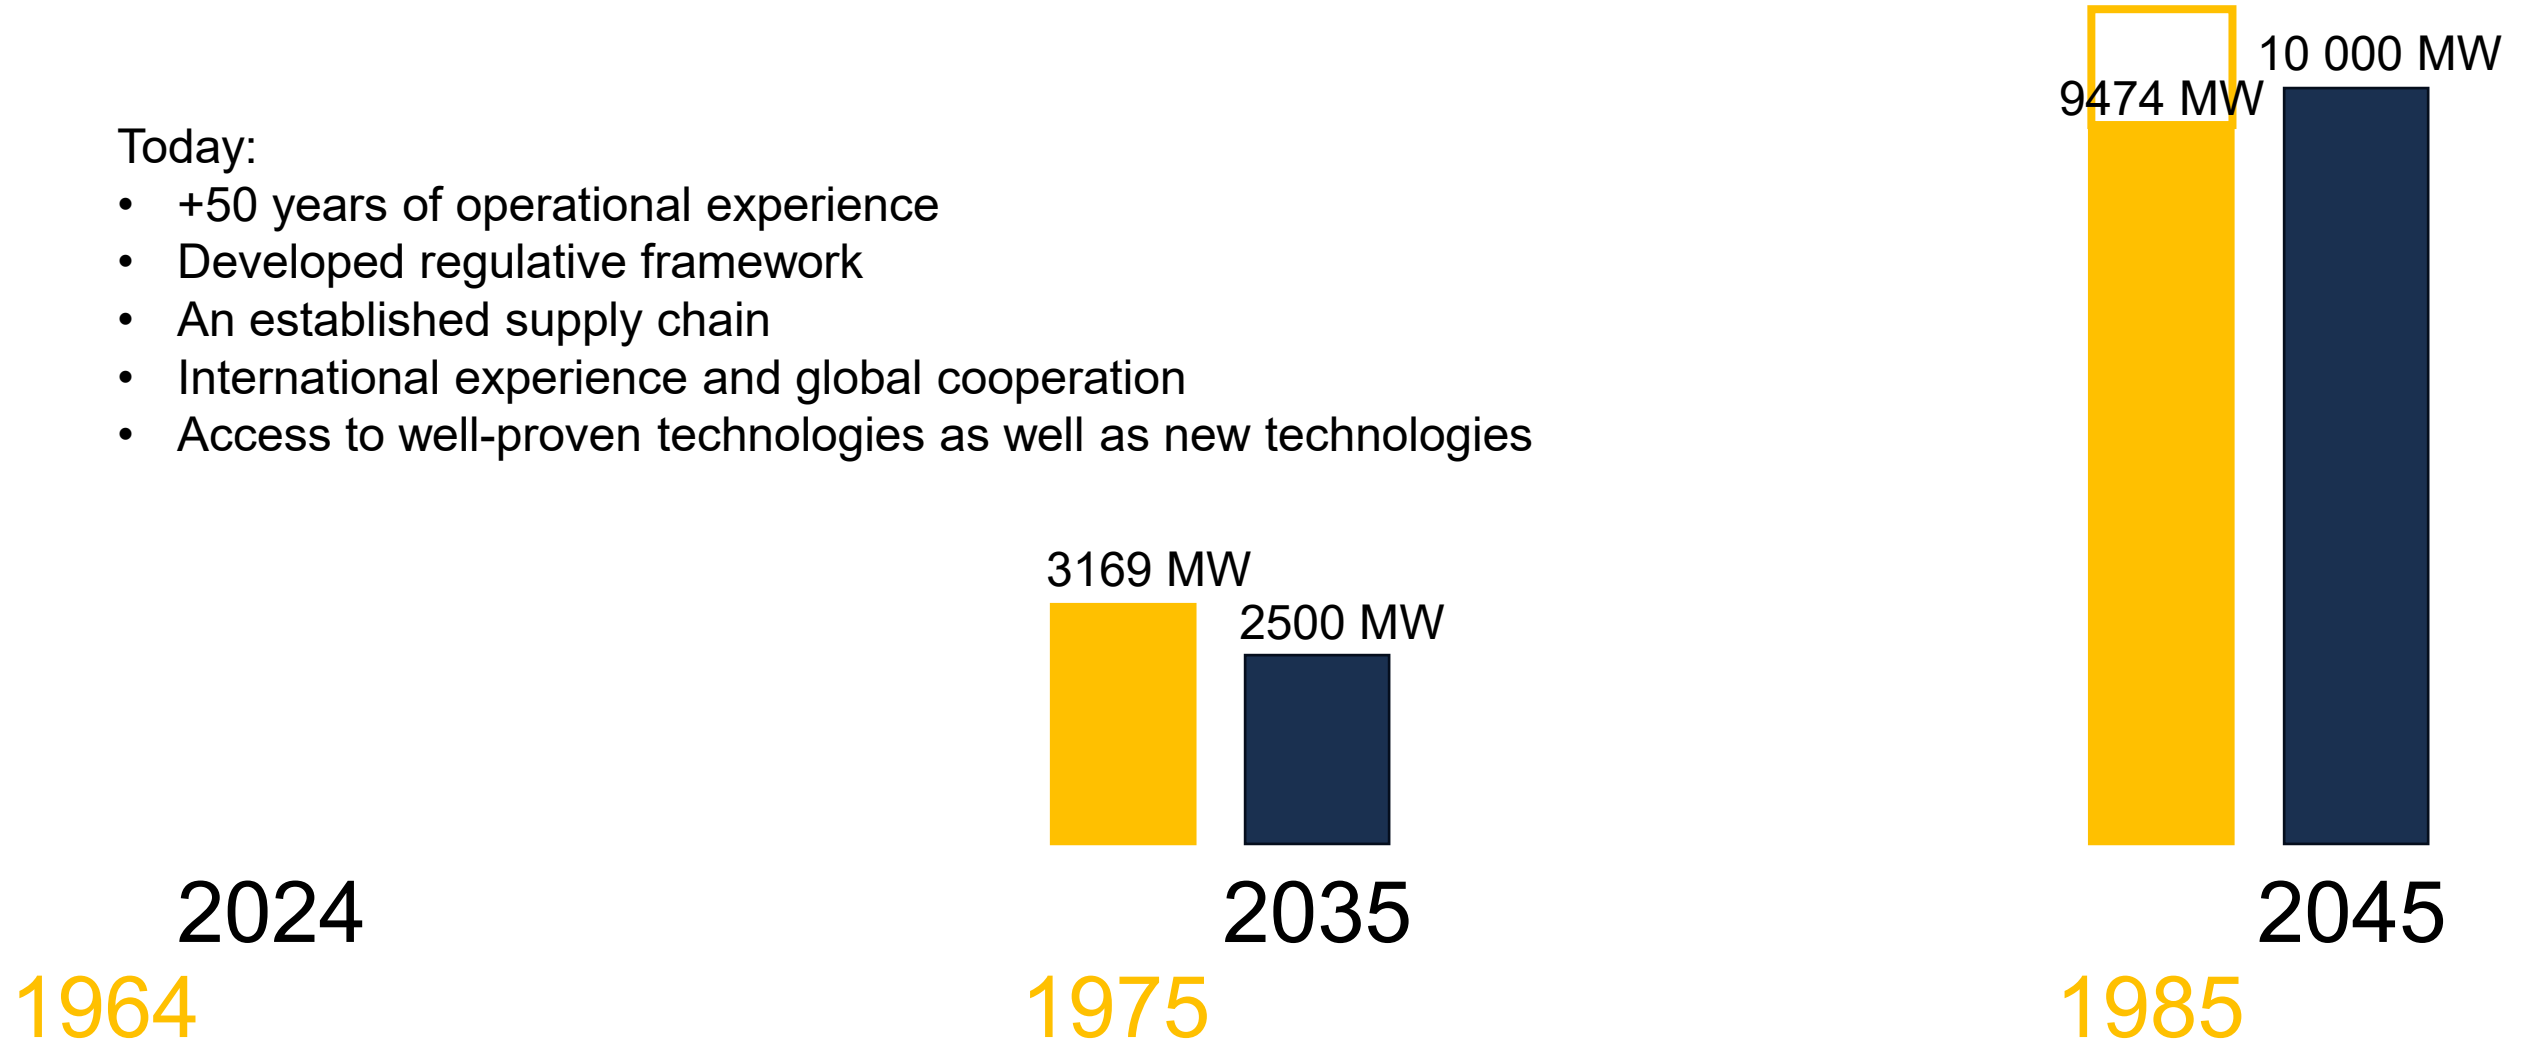 Today:
• +50 years of operational experience
• Developed regulative framework
• An established supply chain
• International experience and global cooperation
• Access to well-proven technologies as well as new technologies
3169 MW
2500 MW
9474 MW
10 000 MW
2024
2035
2045
1964
1975
1985